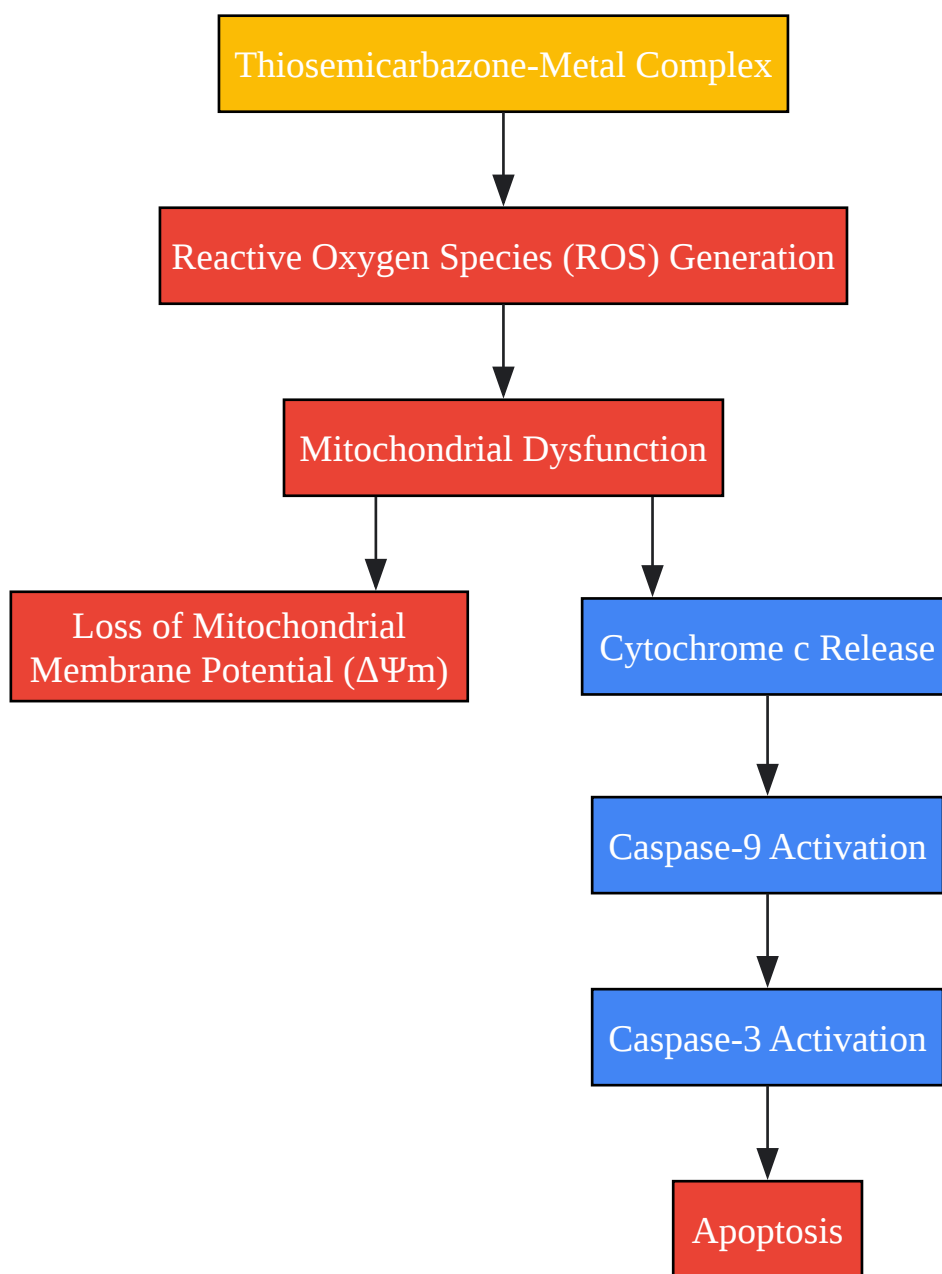 Thiosemicarbazone-Metal Complex
Reactive Oxygen Species (ROS) Generation
Mitochondrial Dysfunction
Loss of Mitochondrial
Membrane Potential (ΔΨm)
Cytochrome c Release
Caspase-9 Activation
Caspase-3 Activation
Apoptosis